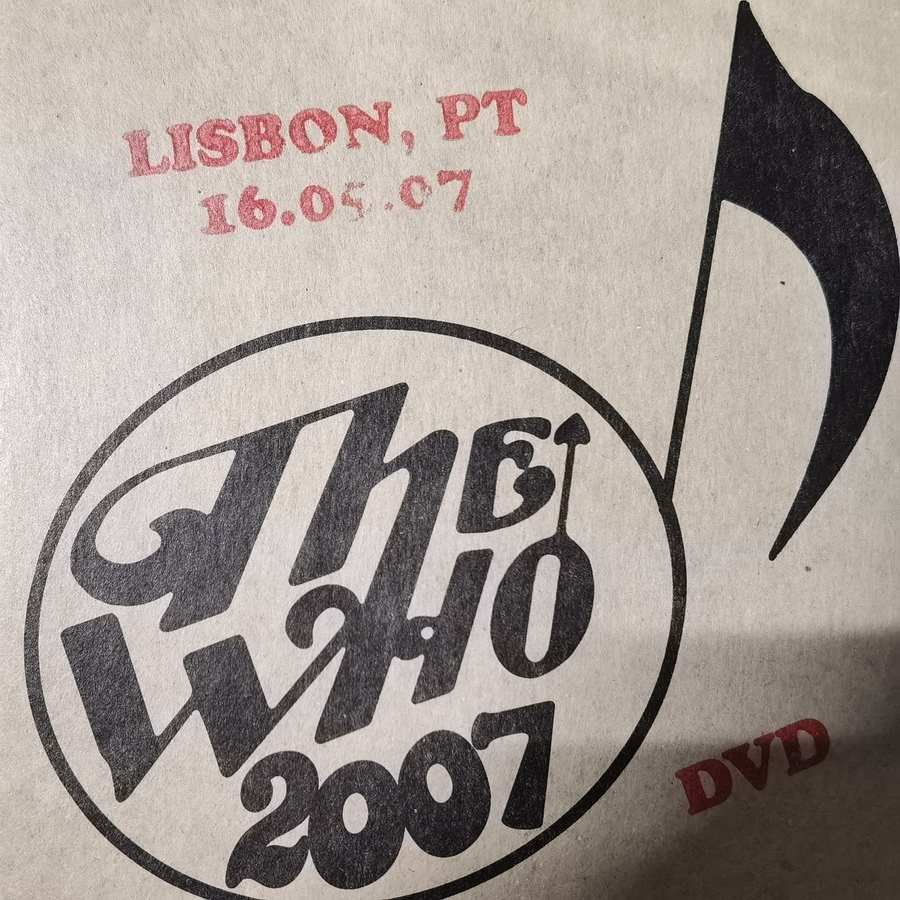 LISBON, PT
16.05.07
The
WHO
2007
DVD